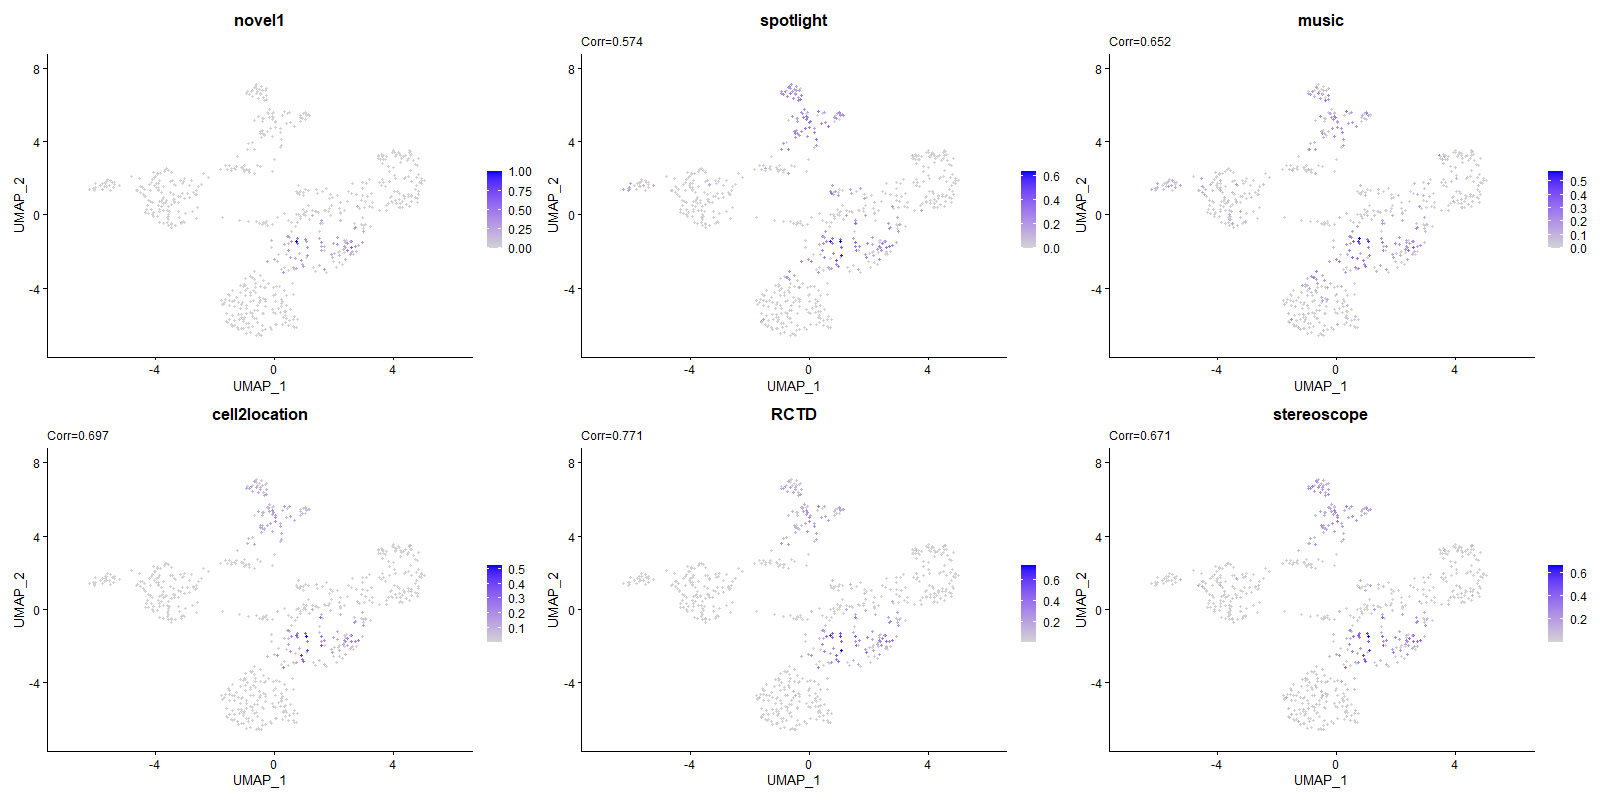 novel1
8
4
0
-4
UMAP_2
-4
0
4
UMAP_1
1.00
0.75
0.50
0.25
0.00
spotlight
Corr=0.574
8
4
0
-4
UMAP_2
-4
0
4
UMAP_1
0.6
0.4
0.2
0.0
music
Corr=0.652
8
4
0
-4
UMAP_2
-4
0
4
UMAP_1
0.5
0.4
0.3
0.2
0.1
0.0
cell2location
Corr=0.697
8
4
0
-4
UMAP_2
-4
0
4
UMAP_1
0.5
0.4
0.3
0.2
0.1
RCTD
Corr=0.771
8
4
0
-4
UMAP_2
-4
0
4
UMAP_1
0.6
0.4
0.2
stereoscope
Corr=0.671
8
4
0
-4
UMAP_2
-4
0
4
UMAP_1
0.6
0.4
0.2